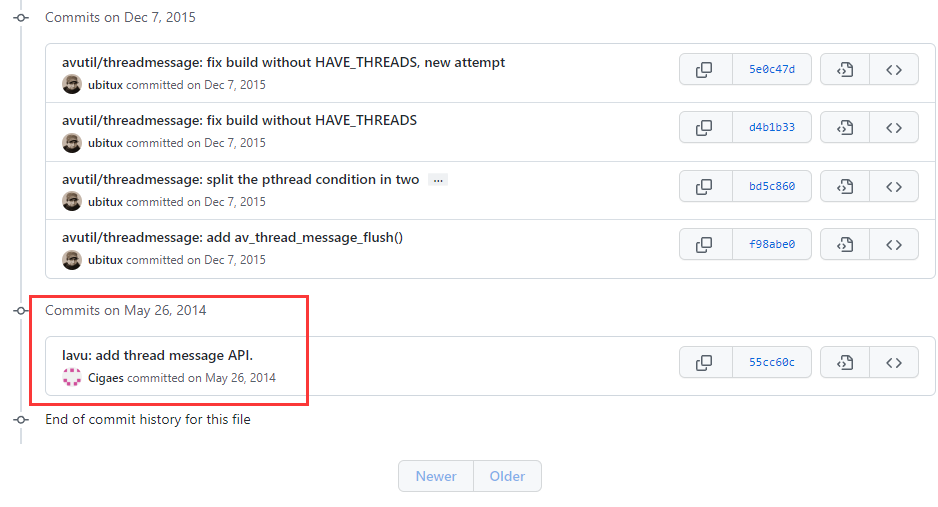 Commits on Dec 7, 2015
avutil/threadmessage: fix build without HAVE_THREADS, new attempt
5e0c47d
ubitux committed on Dec 7, 2015
avutil/threadmessage: fix build without HAVE_THREADS
d4b1b33
ubitux committed on Dec 7, 2015
avutil/threadmessage: split the pthread condition in two ...
bd5c860
ubitux committed on Dec 7, 2015
avutil/threadmessage: add av_thread_message_flush()
f98abe0
ubitux committed on Dec 7, 2015
Commits on May 26, 2014
lavu: add thread message API.
55cc60c
Cigaes committed on May 26, 2014
End of commit history for this file
Newer Older